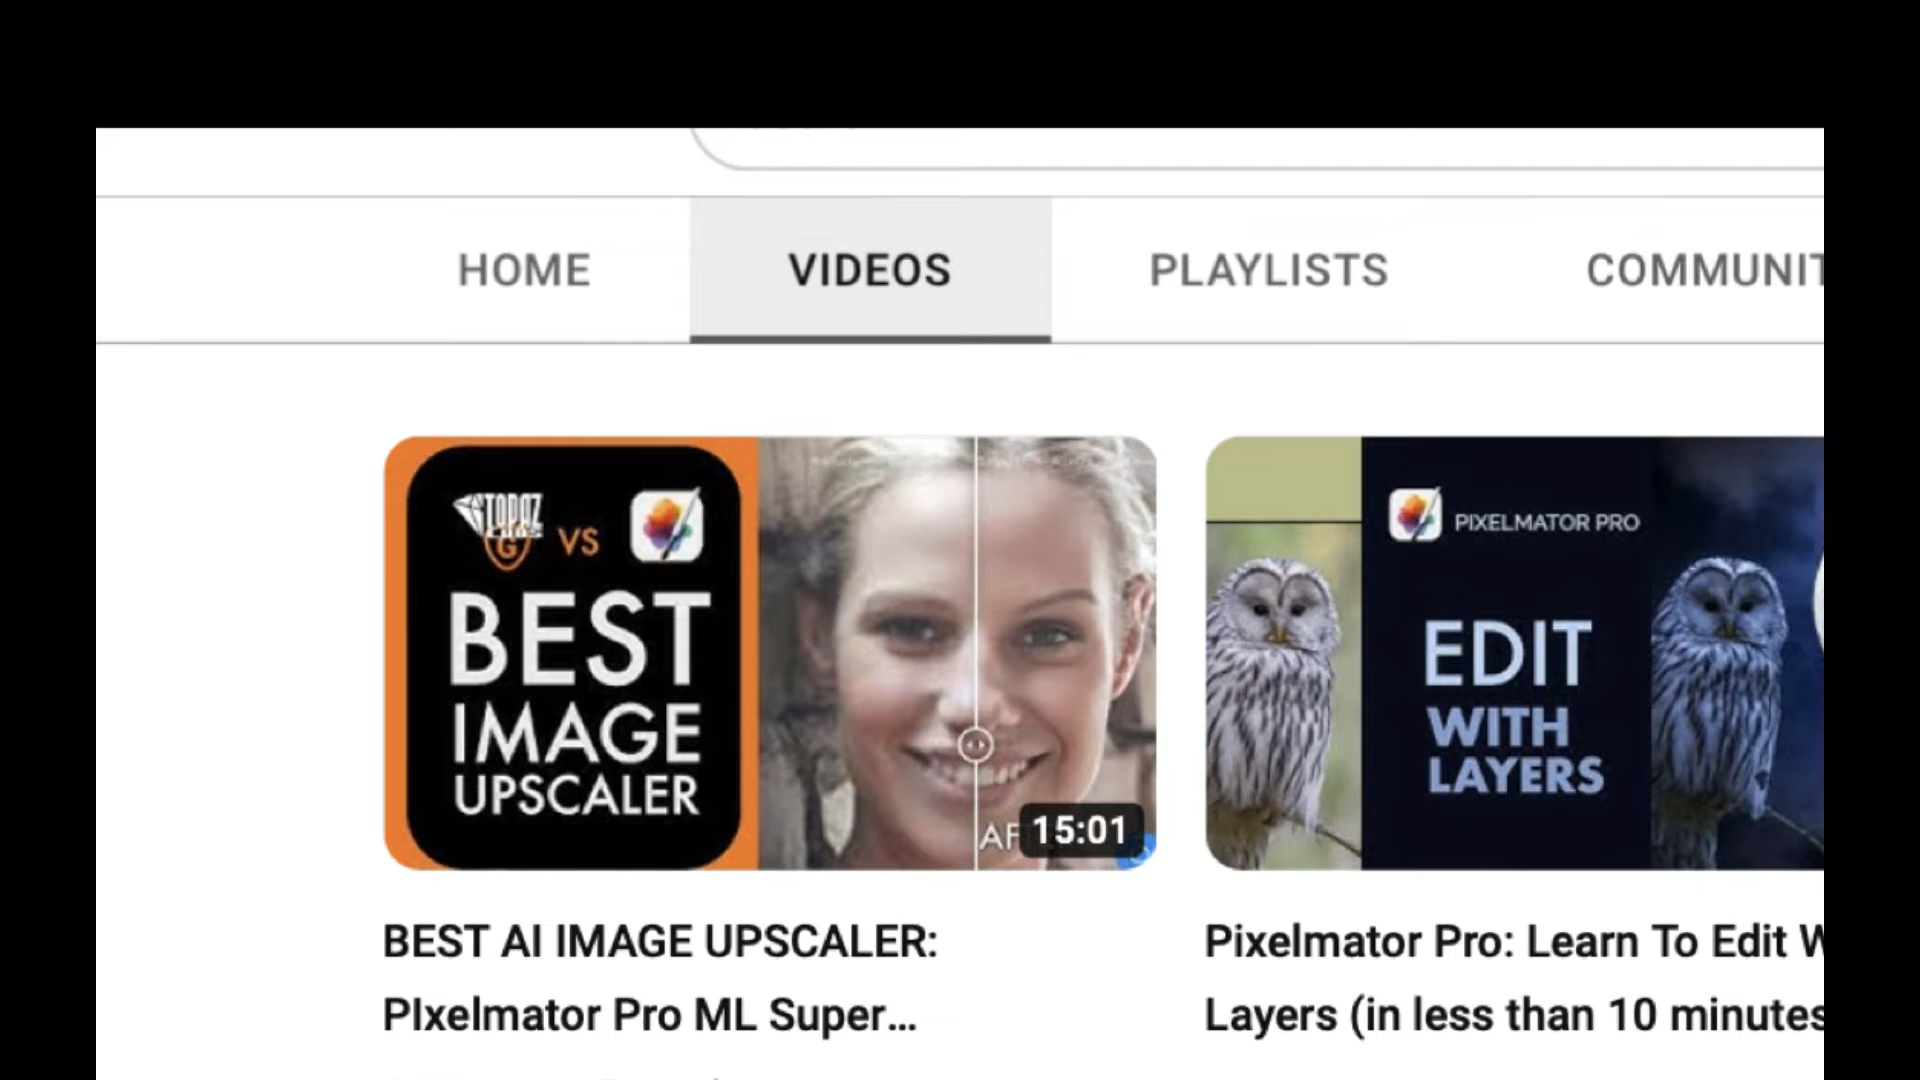 HOME VIDEOS PLAYLISTS COMMUNIT
TOPAZ
G VS
BEST
IMAGE
UPSCALER
15:01
PIXELMATOR PRO
EDIT
WITH
LAYERS
BEST AI IMAGE UPSCALER:
PIxelmator Pro ML Super...
Pixelmator Pro: Learn To Edit W
Layers (in less than 10 minutes